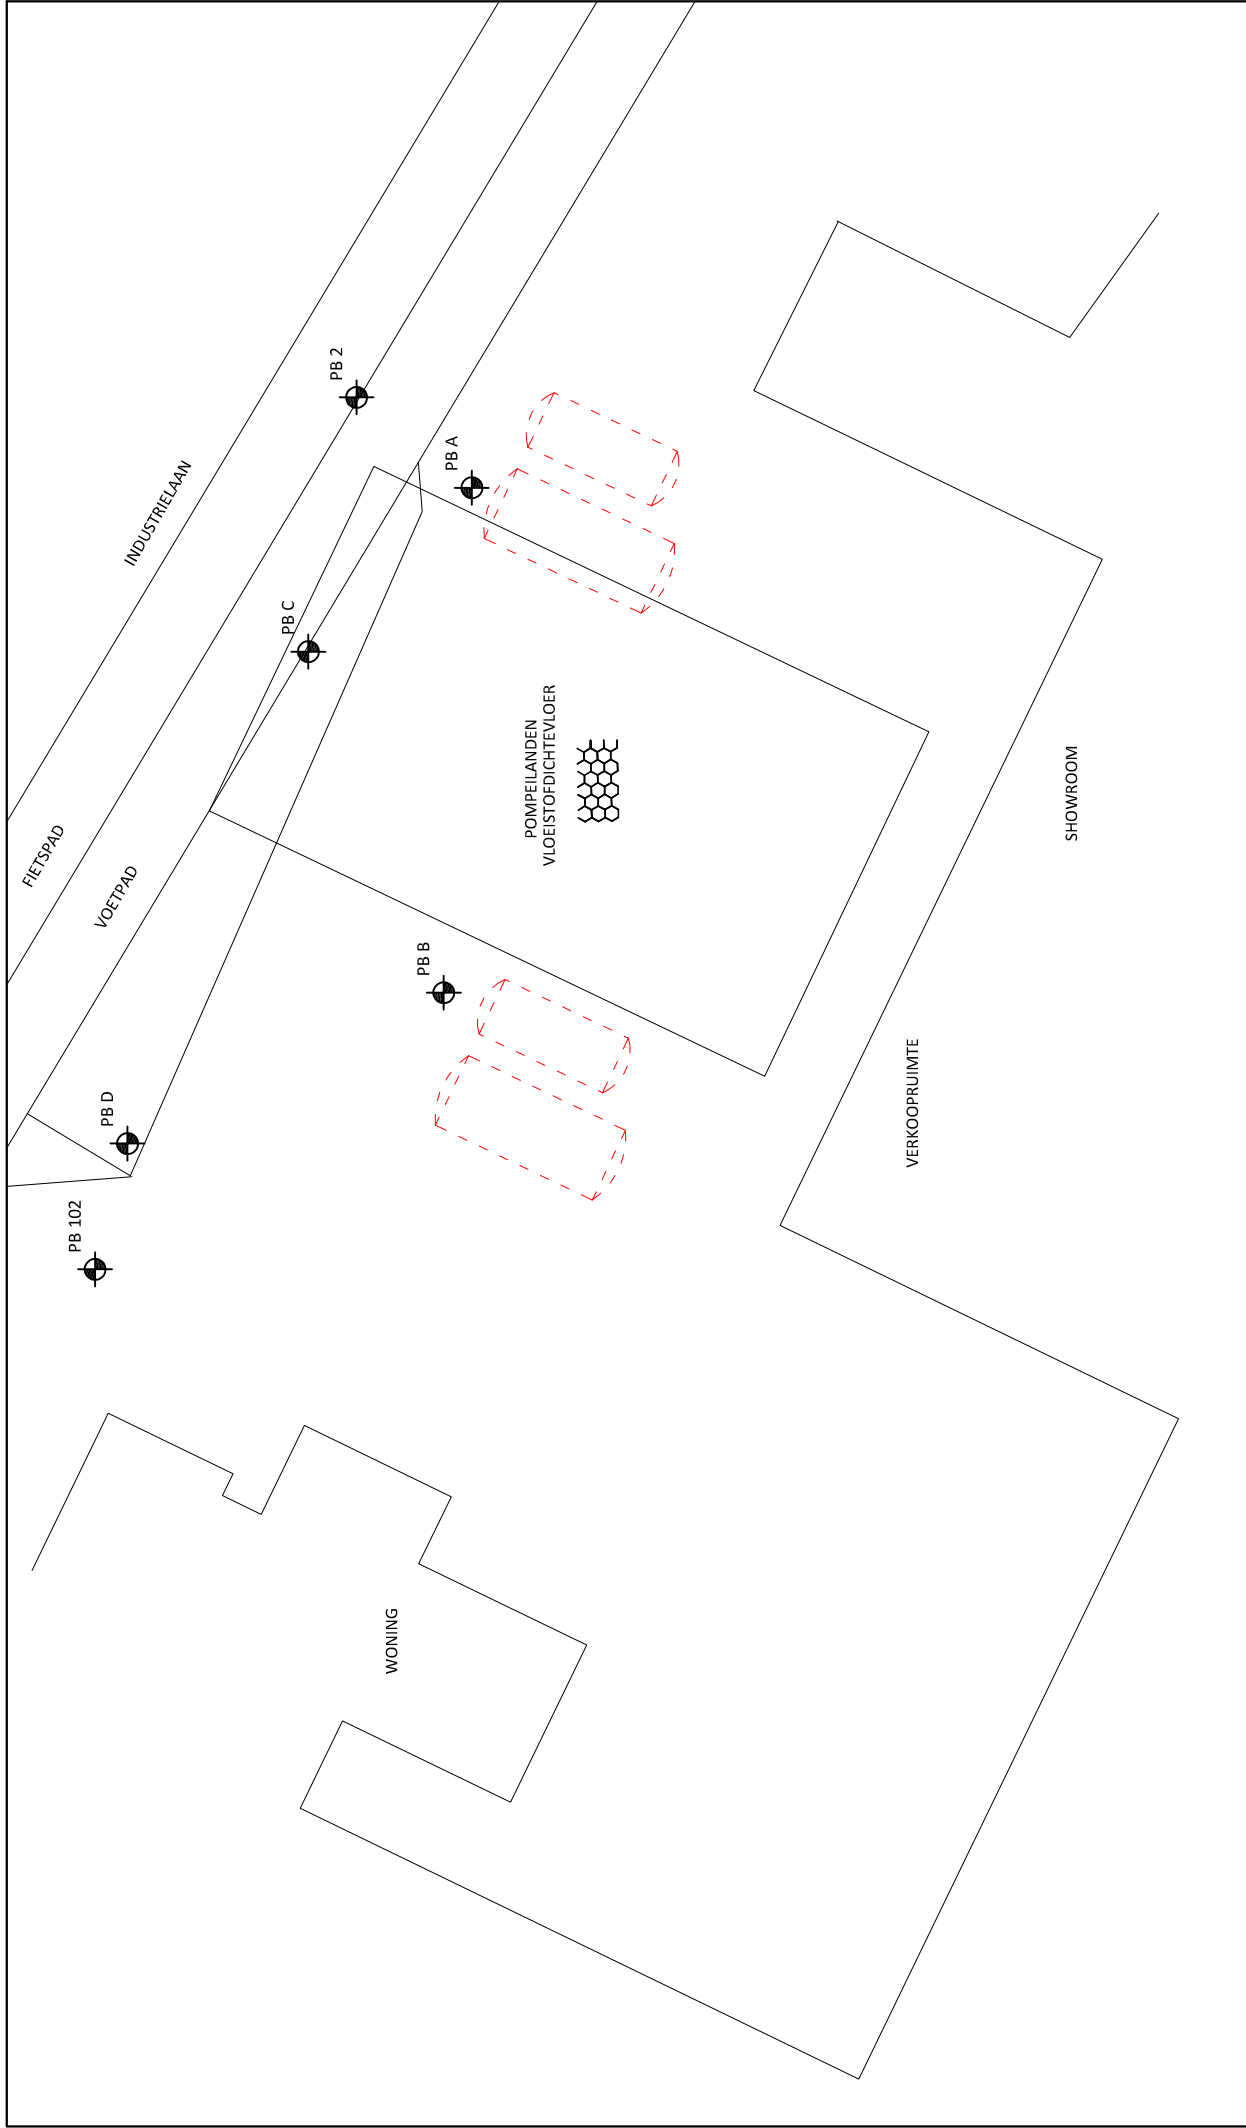 INDUSTRIELAAN
FIETSPAD
VOETPAD
PB 2
PB A
PB C
PB B
PB D
PB 102
POMPEILANDEN
VLOEISTOFDICHTEVLOER
SHOWROOM
VERKOOPRUIMTE
WONING